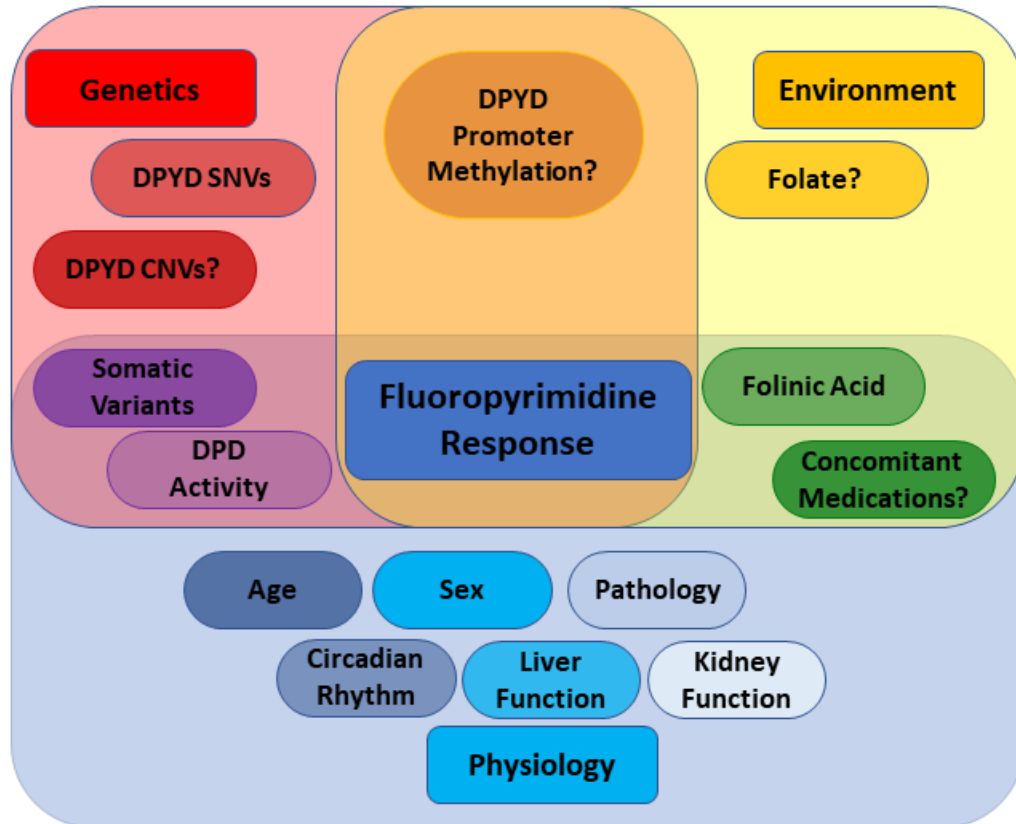 Genetics
DPYD SNVs
DPYD CNVs?
DPYD
Promoter
Methylation?
Environment
Folate?
Somatic
Variants
DPD
Activity
Fluoropyrimidine
Response
Folinic Acid
Concomitant
Medications?
Age
Sex
Pathology
Circadian
Rhythm
Liver
Function
Kidney
Function
Physiology